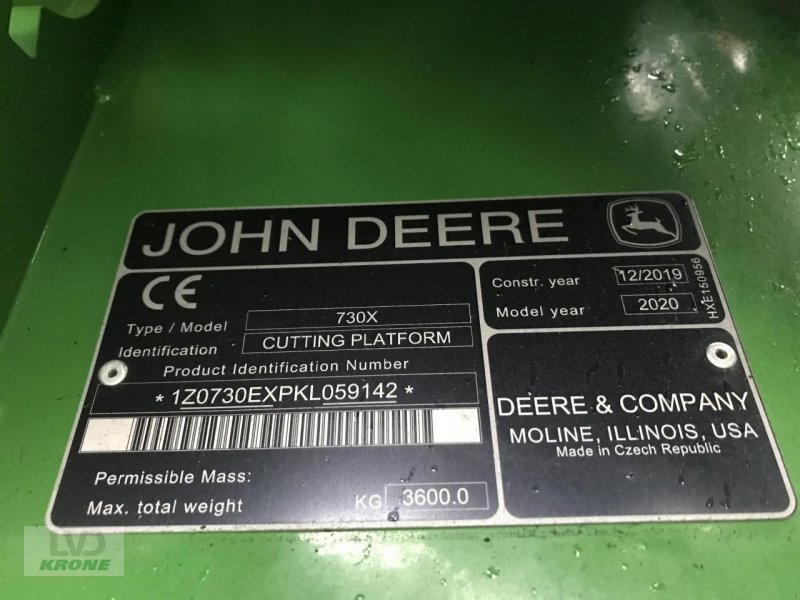 JOHN DEERE
CE
Type / Model 730X
Identification CUTTING PLATFORM
Product Identification Number
* 1Z0730EXPKL059142 *
Permissible Mass:
Max. total weight KG 3600.0
Constr. year 12/2019
Model year 2020
HXE150956
DEERE & COMPANY
MOLINE, ILLINOIS, USA
Made in Czech Republic
LVD
KRONE